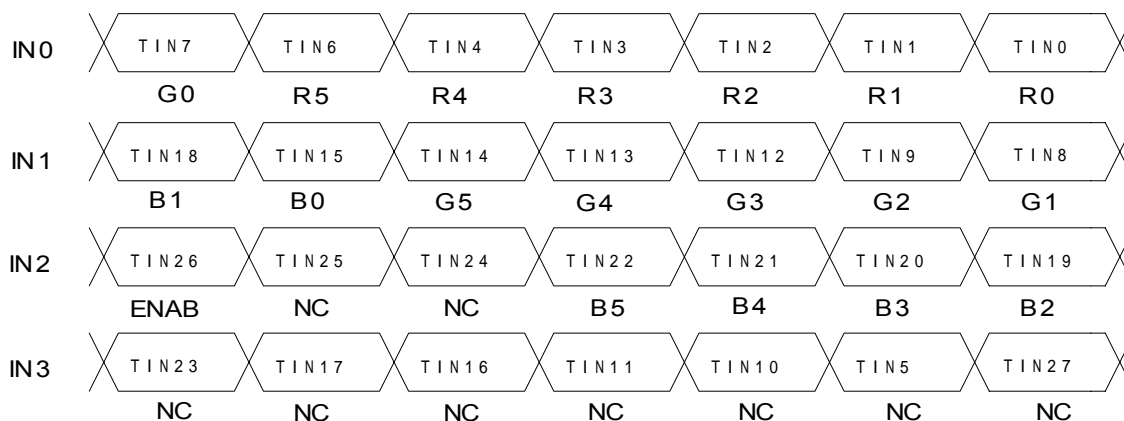 IN0 TIN7 TIN6 TIN4 TIN3 TIN2 TIN1 TIN0
G0 R5 R4 R3 R2 R1 R0
IN1 TIN18 TIN15 TIN14 TIN13 TIN12 TIN9 TIN8
B1 B0 G5 G4 G3 G2 G1
IN2 TIN26 TIN25 TIN24 TIN22 TIN21 TIN20 TIN19
ENAB NC NC B5 B4 B3 B2
IN3 TIN23 TIN17 TIN16 TIN11 TIN10 TIN5 TIN27
NC NC NC NC NC NC NC